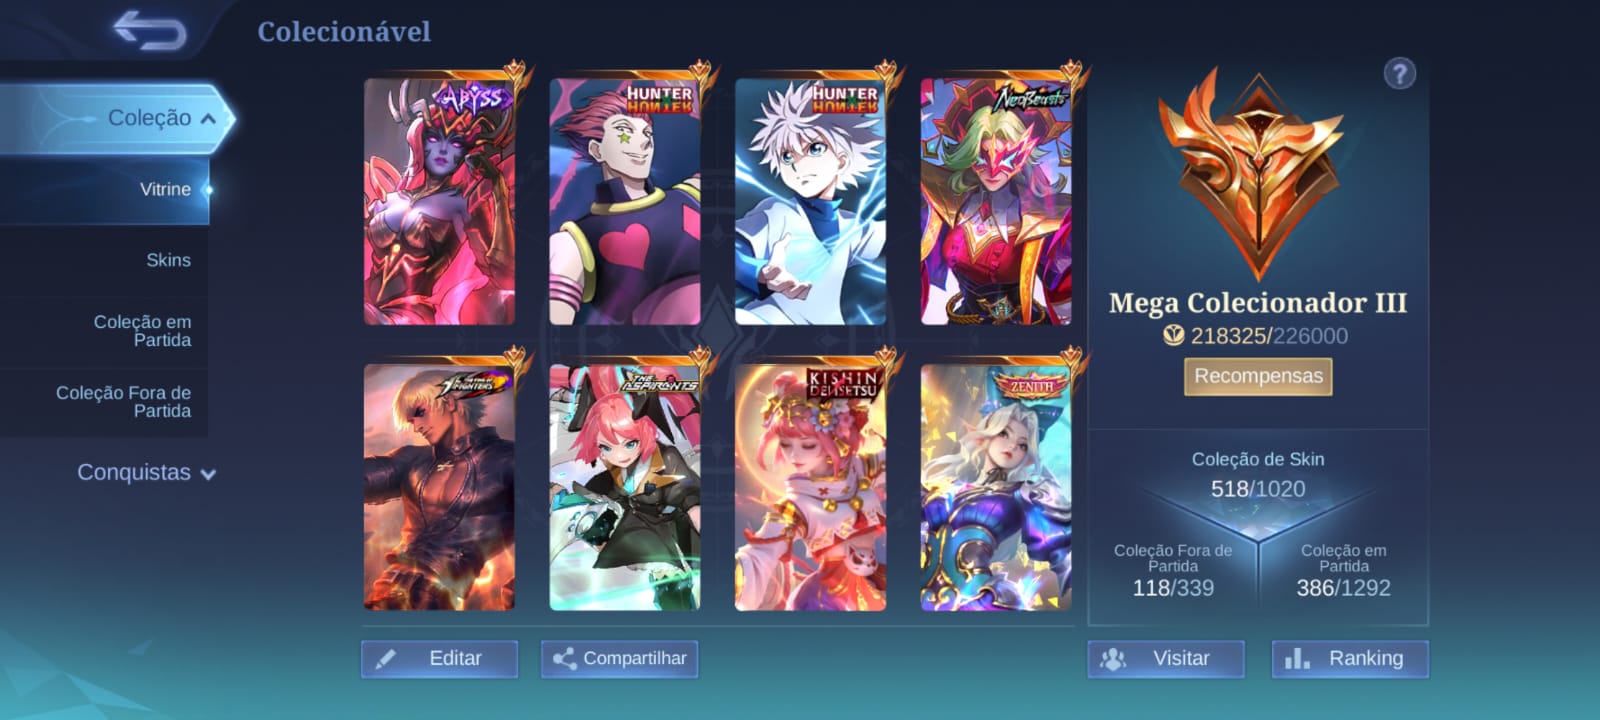 Colecionável
Coleção
Vitrine
Skins
Coleção em
Partida
Coleção Fora de
Partida
Conquistas
ABYSS
HUNTER
HUNTER
HUNTER
HUNTER
NeoBeasts
THE KING OF FIGHTERS
THE ASPIRANTS
KISHIN
DENSETSU
ZENITH
Editar
Compartilhar
?
Mega Colecionador III
218325/226000
Recompensas
Coleção de Skin
518/1020
Coleção Fora de
Partida
118/339
Coleção em
Partida
386/1292
Visitar
Ranking